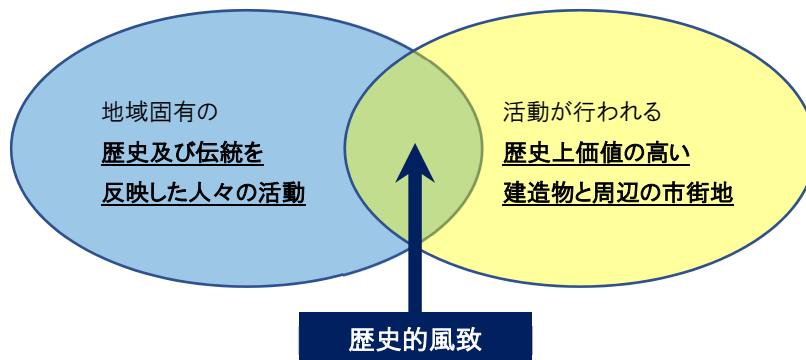 地域固有の
歴史及び伝統を
反映した人々の活動
活動が行われる
歴史上価値の高い
建造物と周辺の市街地
歴史的風致